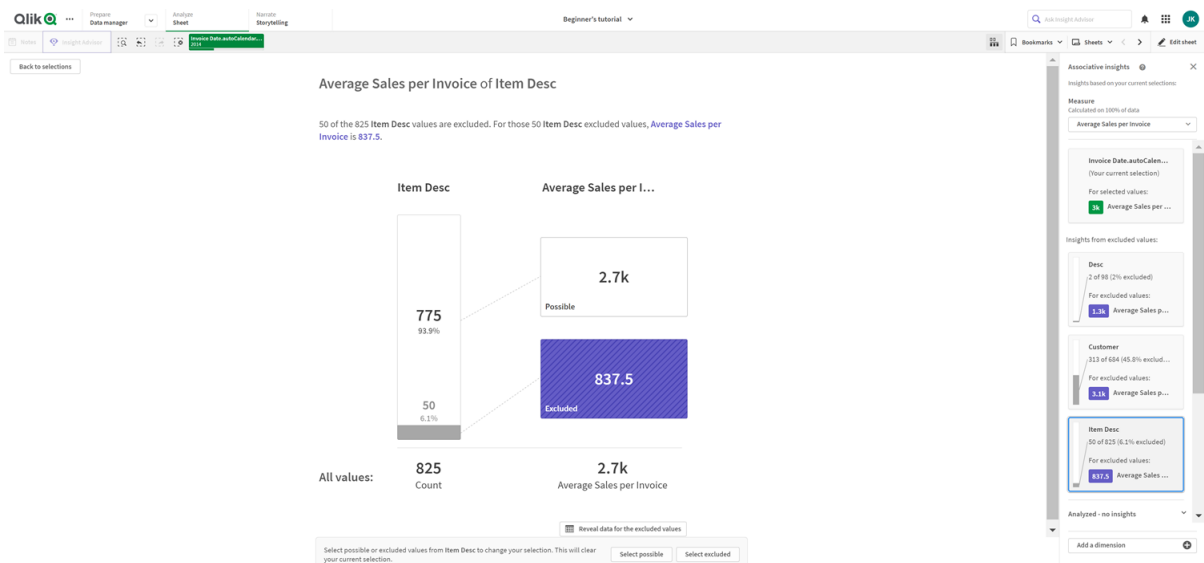 Qlik
Prepare
Data manager
Analyze
Sheet
Narrate
Storytelling
Beginner's tutorial
Ask Insight Advisor
JK
Notes
Insight Advisor
Invoice Date.autoCalendar...
2014
Bookmarks
Sheets
Edit sheet
Back to selections
Average Sales per Invoice of Item Desc
50 of the 825 Item Desc values are excluded. For those 50 Item Desc excluded values, Average Sales per
Invoice is 837.5.
Item Desc
Average Sales per I...
775
93.9%
50
6.1%
2.7k
Possible
837.5
Excluded
All values:
825
Count
2.7k
Average Sales per Invoice
Reveal data for the excluded values
Select possible or excluded values from Item Desc to change your selection. This will clear
your current selection.
Select possible
Select excluded
Associative insights
Insights based on your current selections:
Measure
Calculated on 100% of data
Average Sales per Invoice
Invoice Date.autoCalen...
(Your current selection)
For selected values:
3k Average Sales per ...
Insights from excluded values:
Desc
2 of 98 (2% excluded)
For excluded values:
1.3k Average Sales p...
Customer
313 of 684 (45.8% exclud...
For excluded values:
3.1k Average Sales p...
Item Desc
50 of 825 (6.1% excluded)
For excluded values:
837.5 Average Sales ...
Analyzed - no insights
Add a dimension